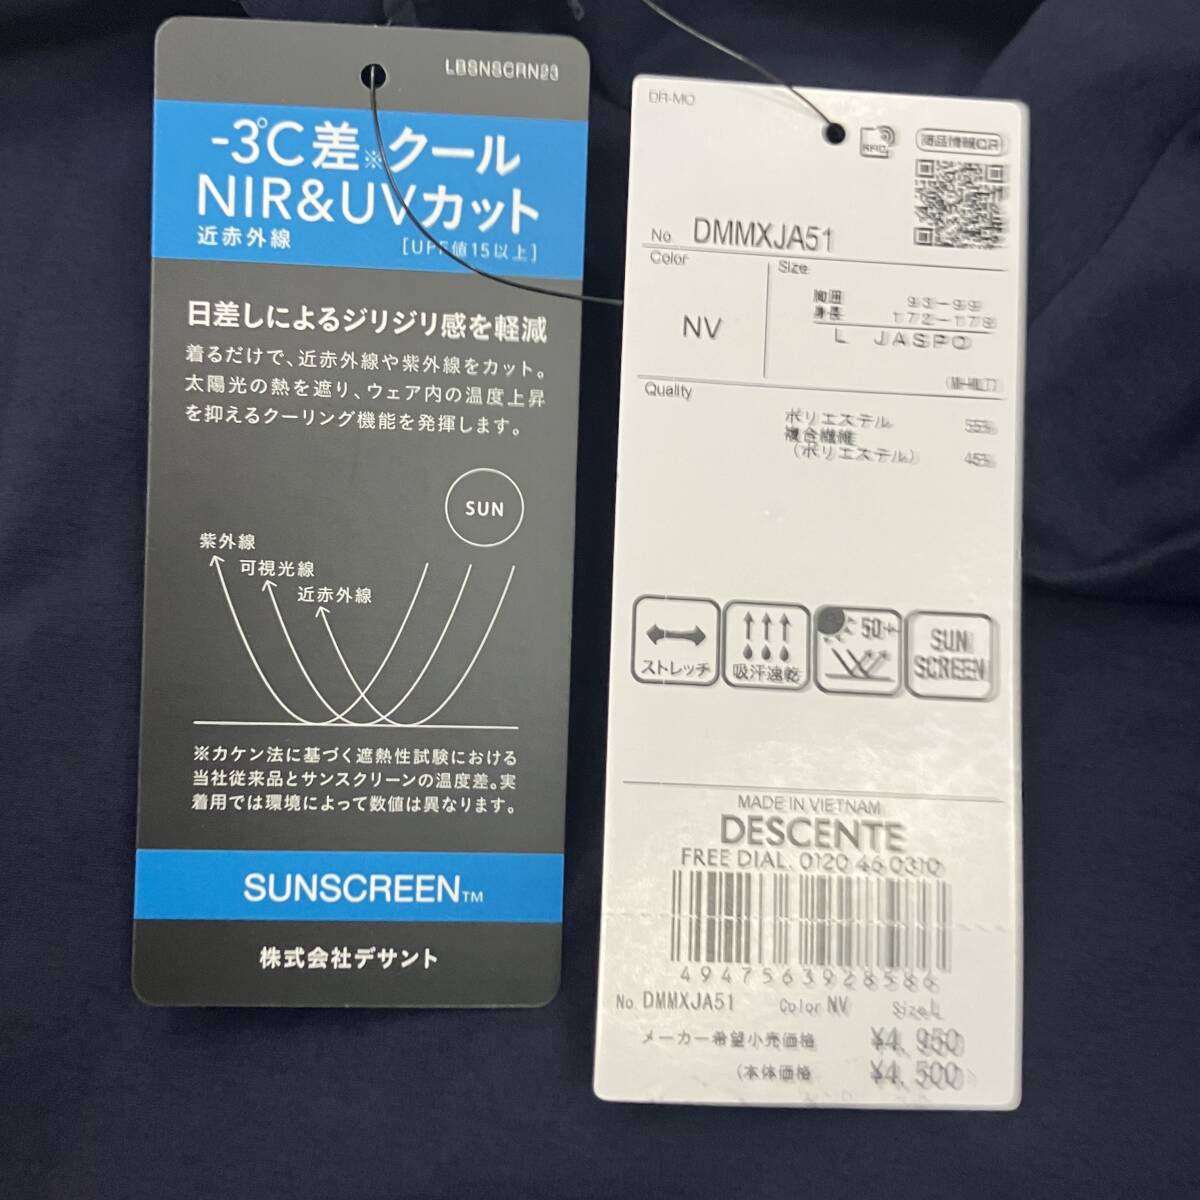 LBSNSCRN23
-3℃差※クール
NIR&UVカット
近赤外線
[UPF値15以上]
日差しによるジリジリ感を軽減
着るだけで、近赤外線や紫外線をカット。
太陽光の熱を遮り、ウェア内の温度上昇
を抑えるクーリング機能を発揮します。
SUN
紫外線
可視光線
近赤外線
※カケン法に基づく遮熱性試験における
当社従来品とサンスクリーンの温度差。実
着用では環境によって数値は異なります。
SUNSCREEN™
株式会社デサント
DR-MO
RFID
商品情報QR
No. DMMXJA51
Color
NV
Size
胸囲 93-99
身長 172-178
L JASPO
Quality
ポリエステル 55%
複合繊維
(ポリエステル) 45%
ストレッチ
吸汗速乾
50+
SUN
SCREEN
MADE IN VIETNAM
DESCENTE
FREE DIAL. 0120 46 0310
No. DMMXJA51 Color NV Size L
メーカー希望小売価格 ¥4,950
(本体価格 ¥4,500